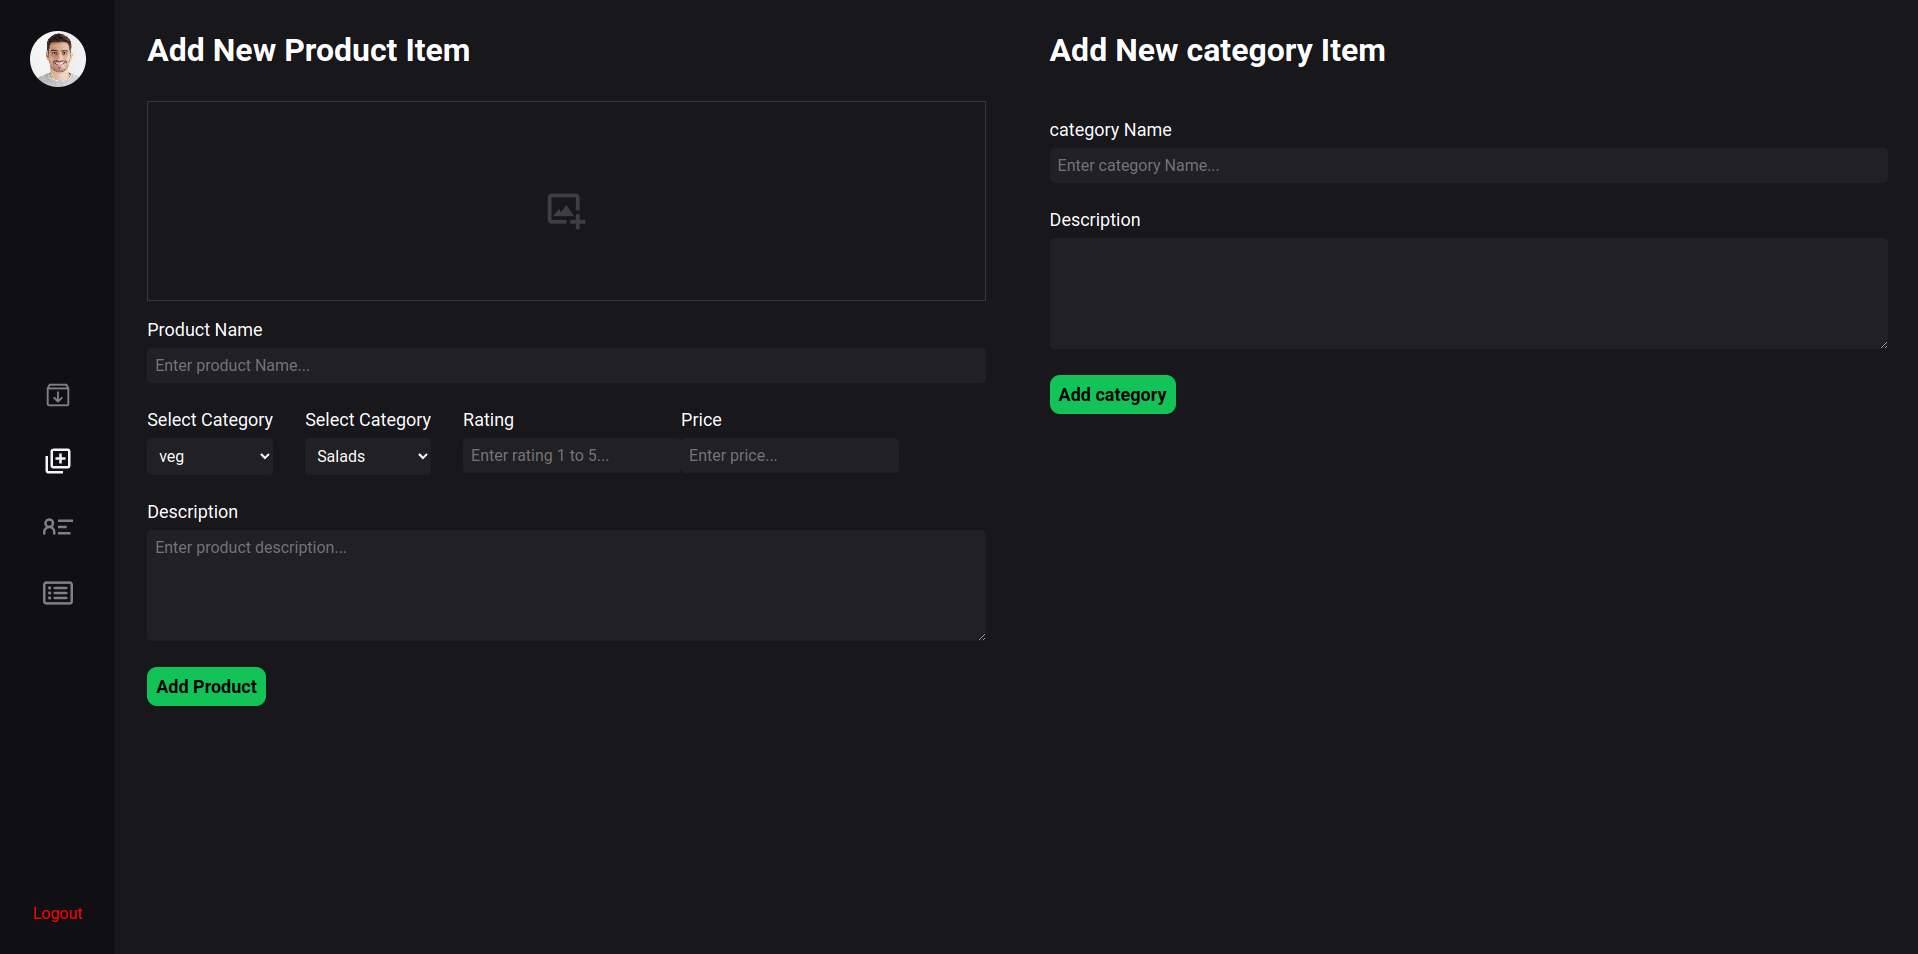 Add New Product Item
Product Name
Enter product Name...
Select Category
Select Category
Rating
Price
veg
Salads
Enter rating 1 to 5...
Enter price...
Description
Enter product description...
Add Product
Add New category Item
category Name
Enter category Name...
Description
Add category
Logout